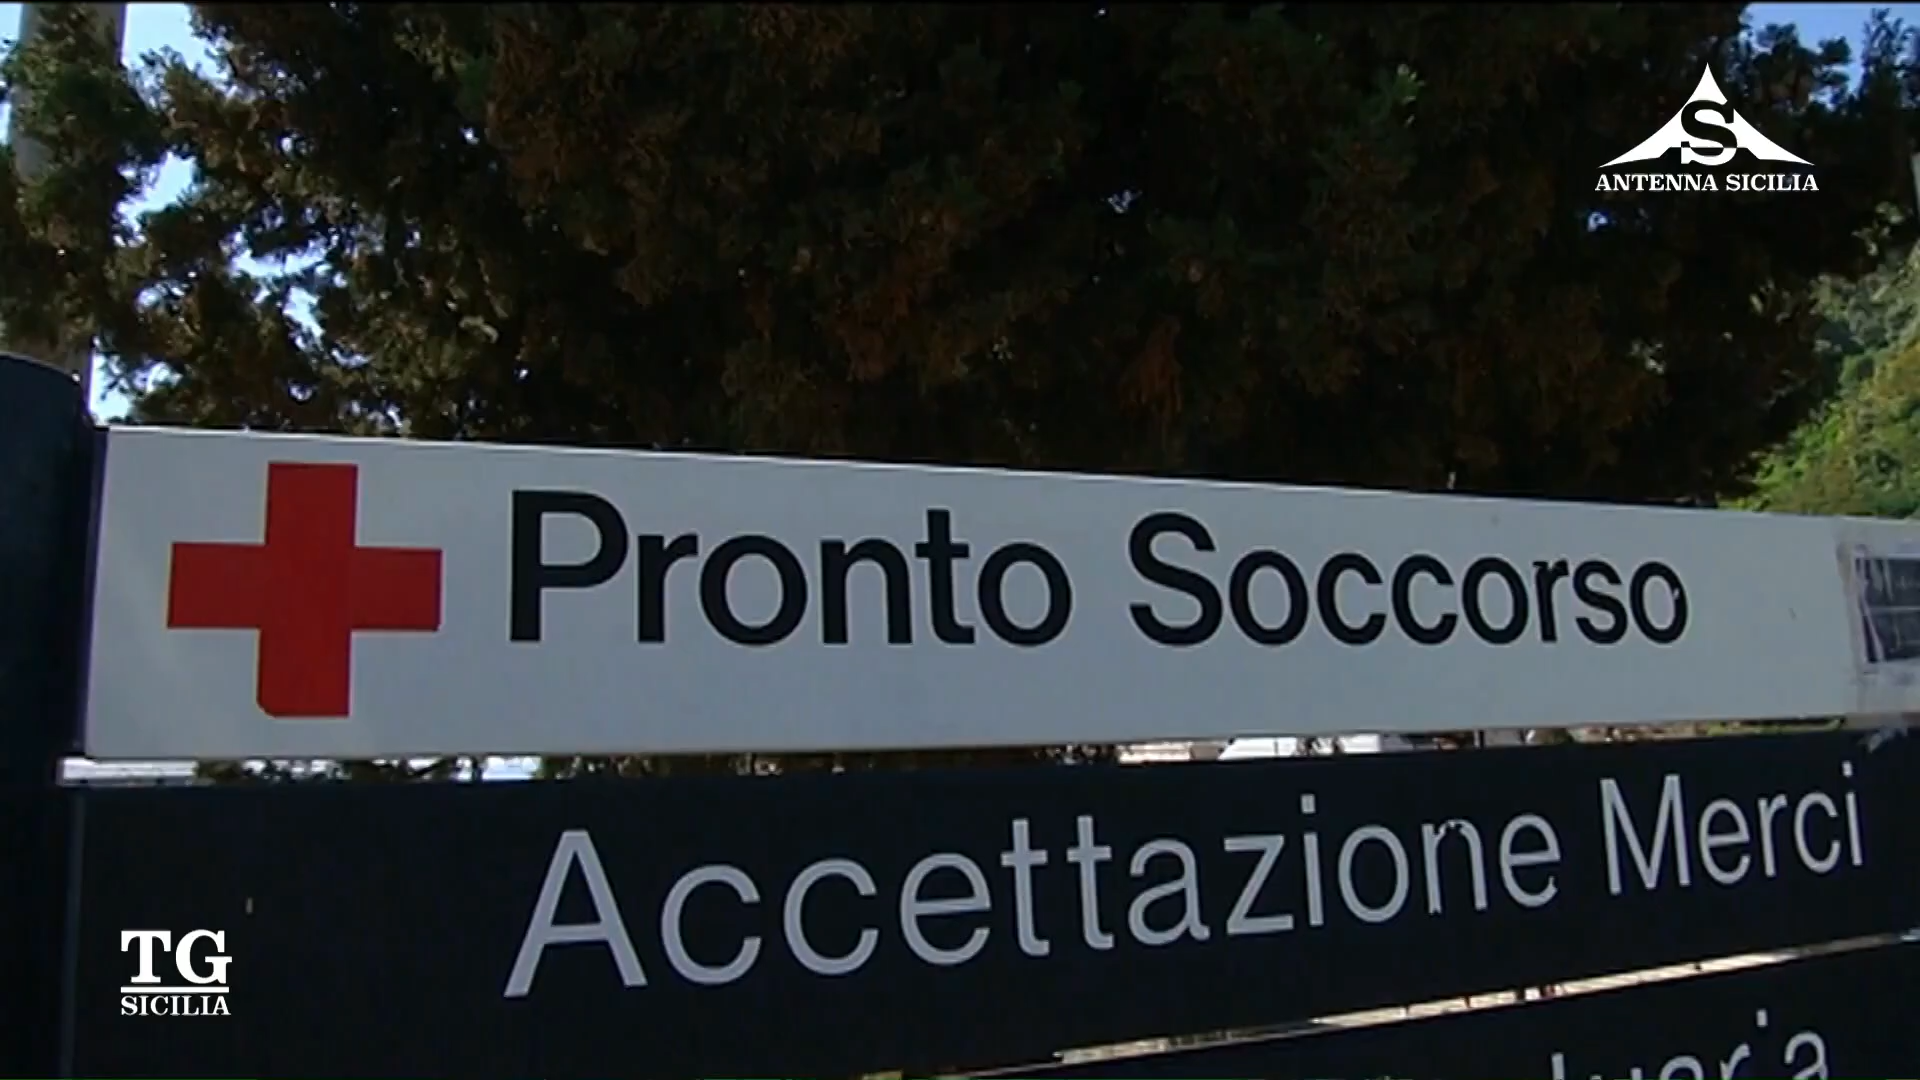 S
ANTENNA SICILIA
Pronto Soccorso
Accettazione Merci
TG
SICILIA